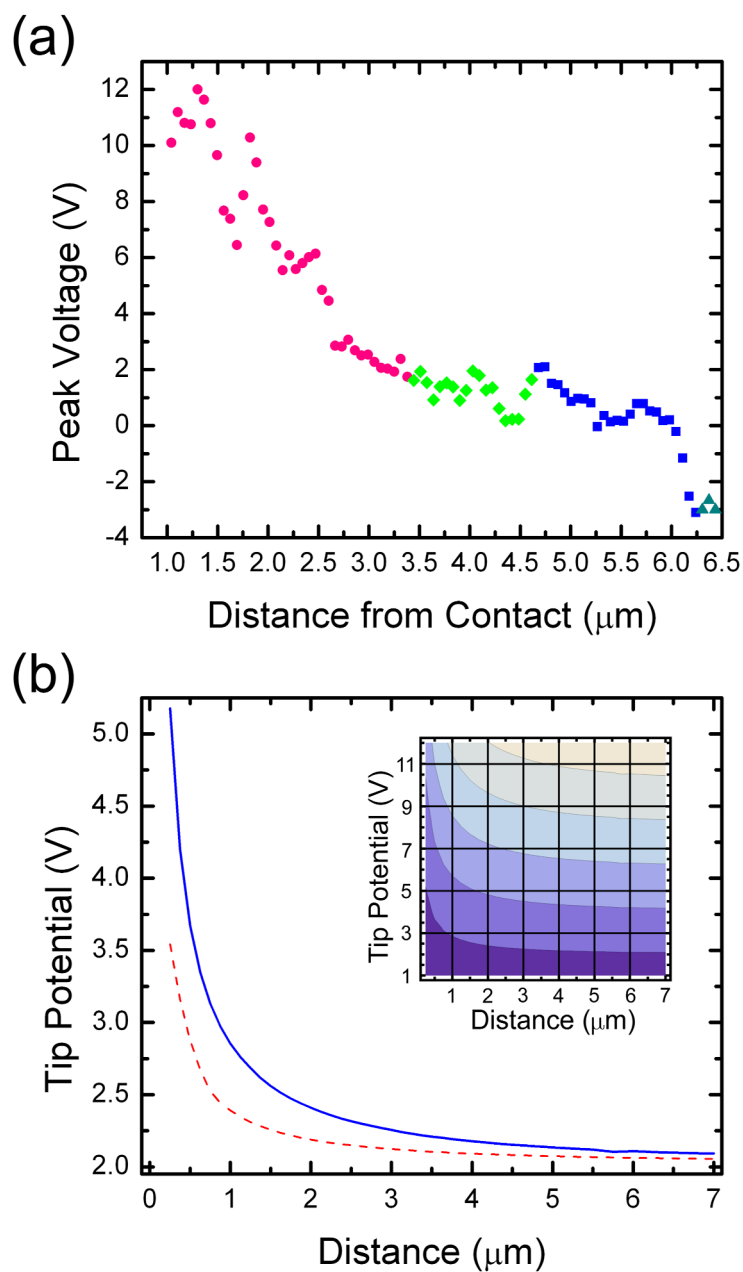 (a)
12
10
8
6
4
2
0
-2
-4
Peak Voltage (V)
1.0 1.5 2.0 2.5 3.0 3.5 4.0 4.5 5.0 5.5 6.0 6.5
Distance from Contact (μm)
(b)
5.0
4.5
4.0
3.5
3.0
2.5
2.0
Tip Potential (V)
11
9
7
5
3
1
Tip Potential (V)
1 2 3 4 5 6 7
Distance (μm)
0 1 2 3 4 5 6 7
Distance (μm)